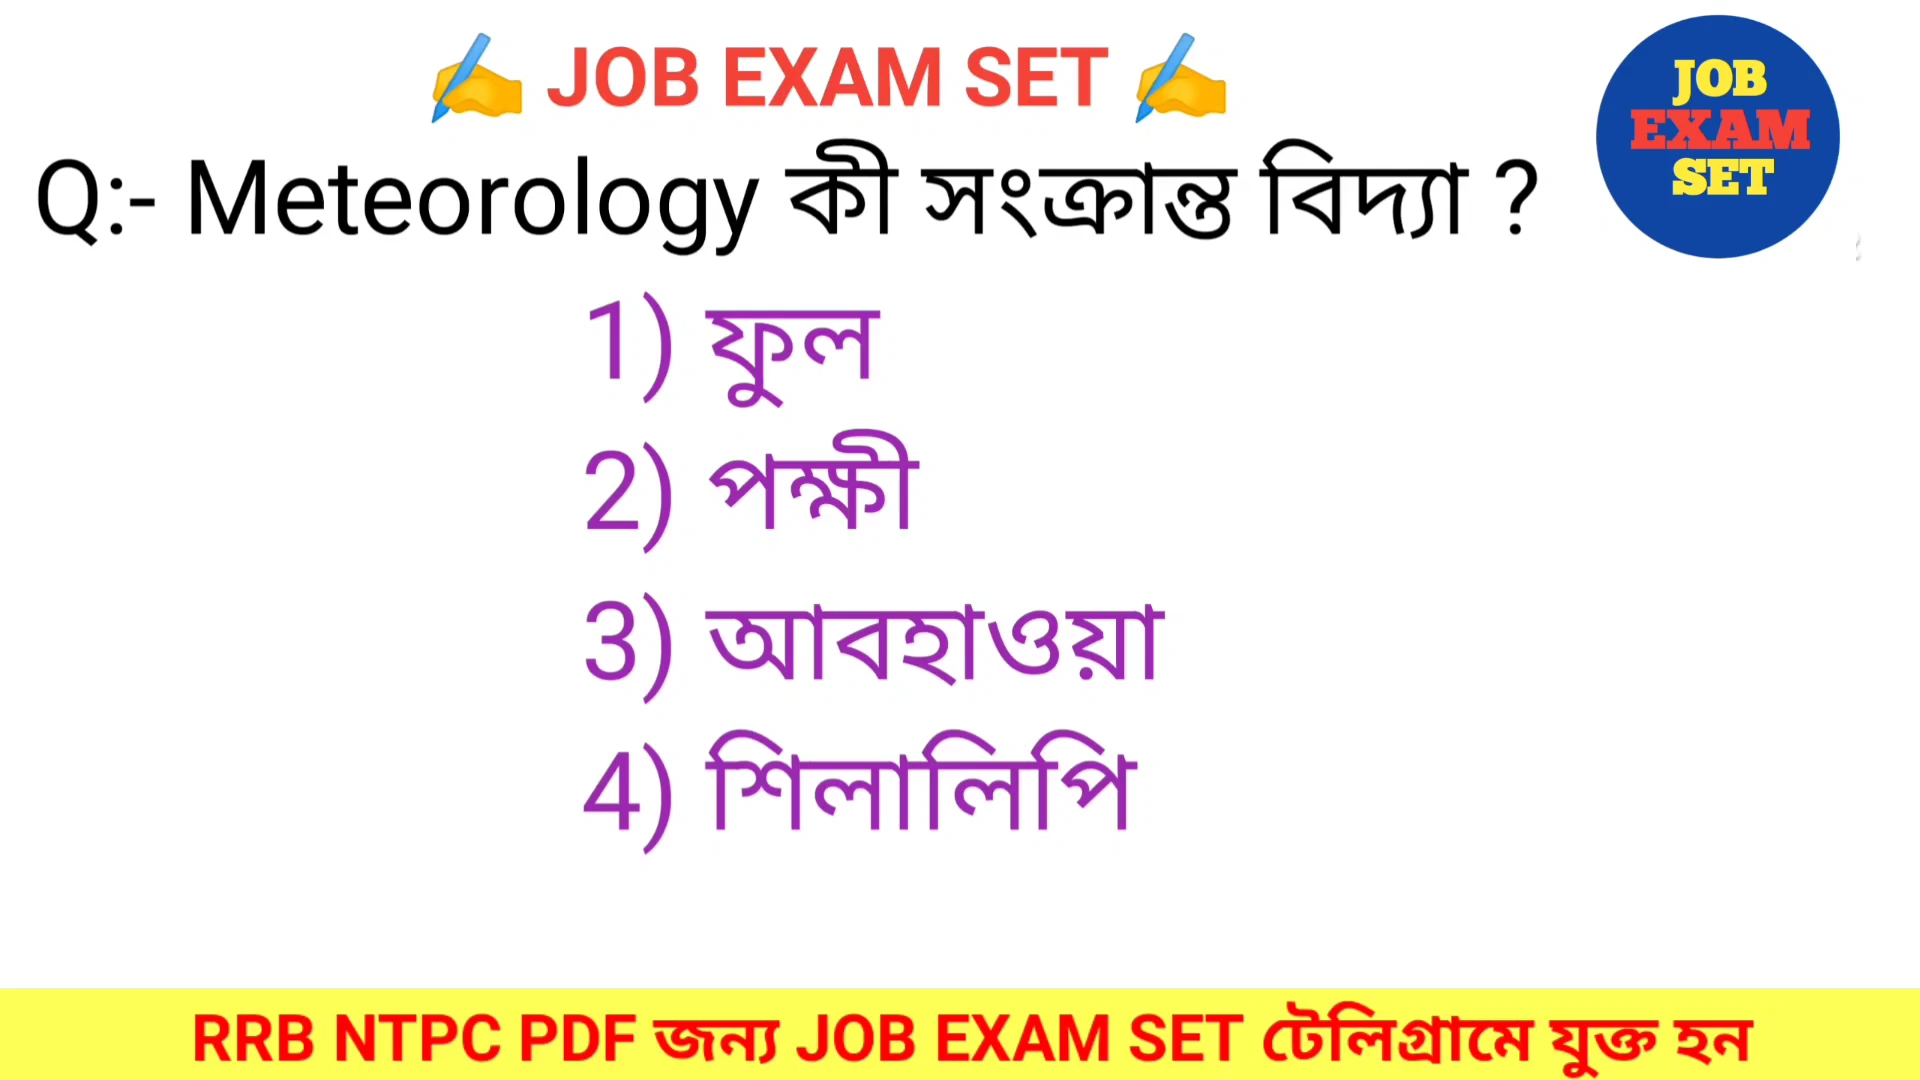 ✍️ JOB EXAM SET ✍️
JOB
EXAM
SET
Q:- Meteorology কী সংক্রান্ত বিদ্যা ?
1) ফুল
2) পক্ষী
3) আবহাওয়া
4) শিলালিপি
RRB NTPC PDF জন্য JOB EXAM SET টেলিগ্রামে যুক্ত হন